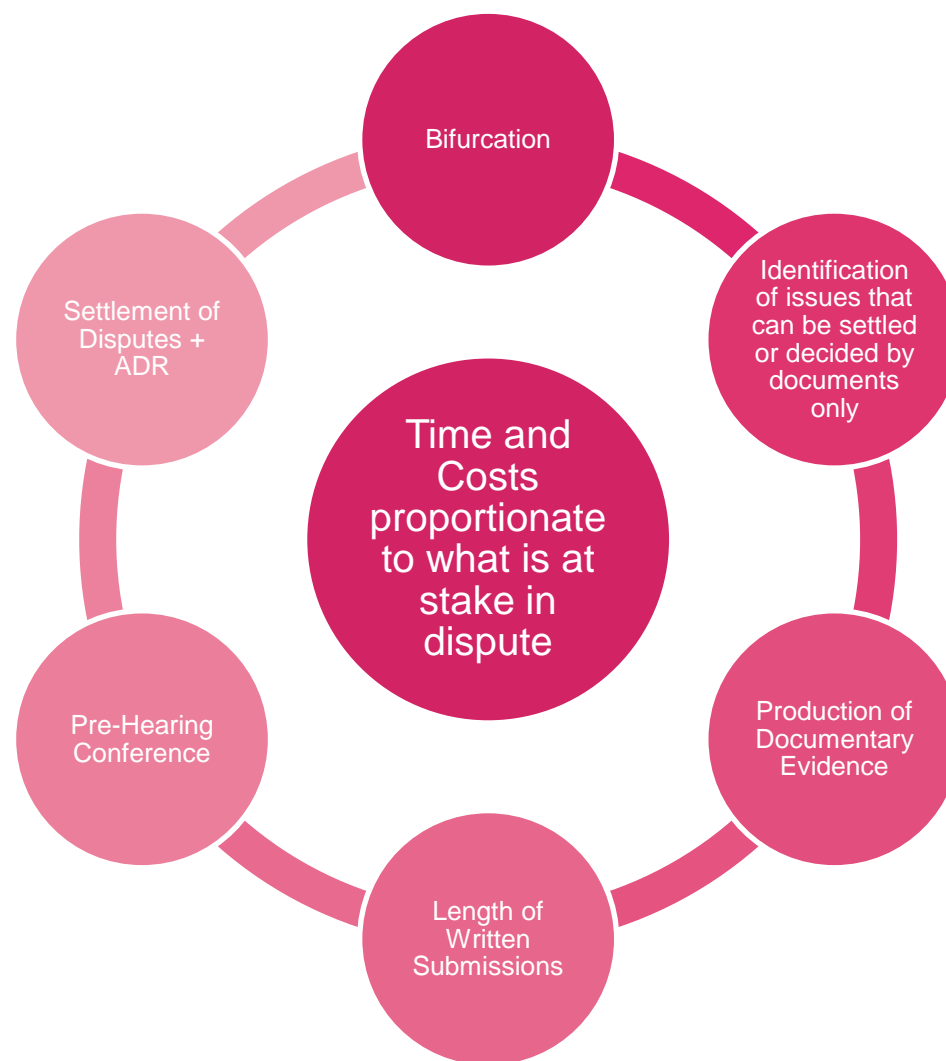 Bifurcation
Identification
of issues that
can be settled
or decided by
documents
only
Production of
Documentary
Evidence
Length of
Written
Submissions
Pre-Hearing
Conference
Settlement of
Disputes +
ADR
Time and
Costs
proportionate
to what is at
stake in
dispute